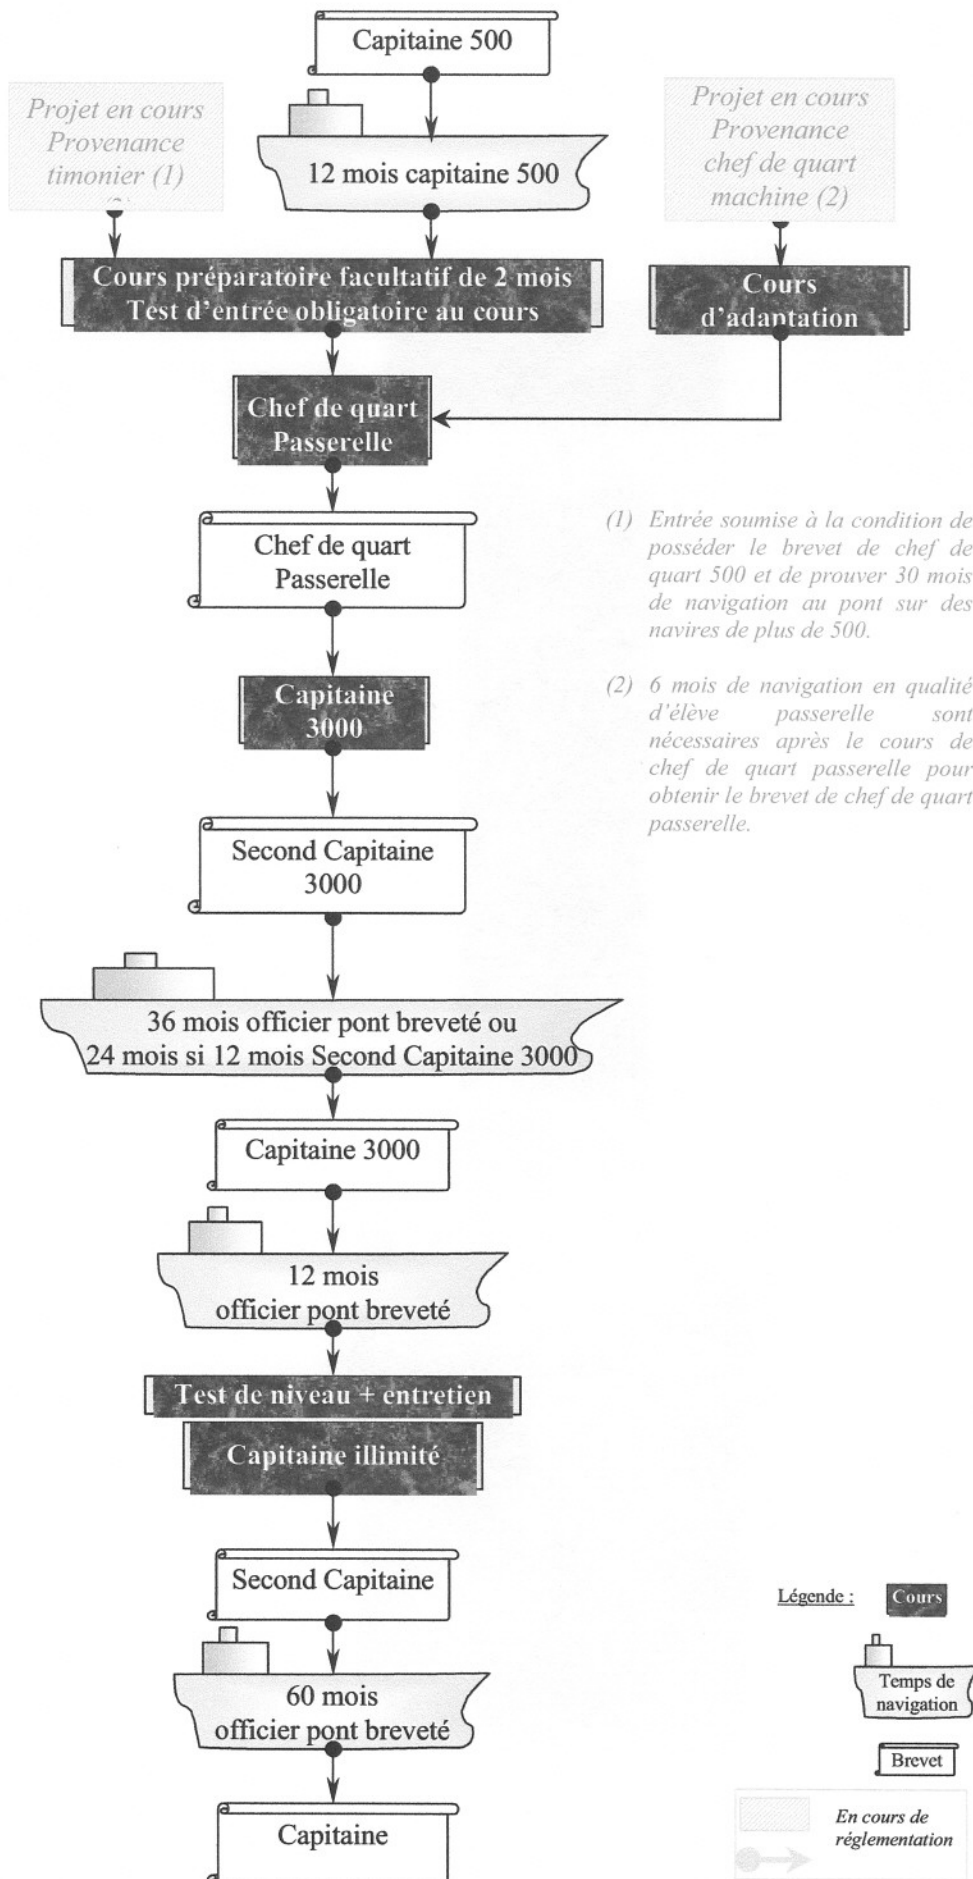 Capitaine 500
Projet en cours
Provenance
timonier (1)
Projet en cours
Provenance
chef de quart
machine (2)
12 mois capitaine 500
Cours préparatoire facultatif de 2 mois
Test d'entrée obligatoire au cours
Cours
d'adaptation
Chef de quart
Passerelle
Chef de quart
Passerelle
(1) Entrée soumise à la condition de
posséder le brevet de chef de
quart 500 et de prouver 30 mois
de navigation au pont sur des
navires de plus de 500.
(2) 6 mois de navigation en qualité
d'élève passerelle sont
nécessaires après le cours de
chef de quart passerelle pour
obtenir le brevet de chef de quart
passerelle.
Capitaine
3000
Second Capitaine
3000
36 mois officier pont breveté ou
24 mois si 12 mois Second Capitaine 3000
Capitaine 3000
12 mois
officier pont breveté
Test de niveau + entretien
Capitaine illimité
Second Capitaine
60 mois
officier pont breveté
Capitaine
Légende :
Cours
Temps de
navigation
Brevet
En cours de
réglementation